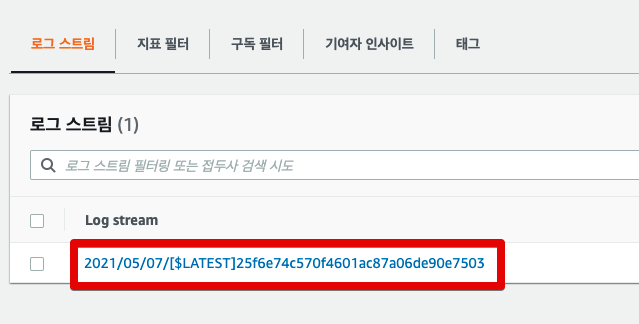 로그 스트림 지표 필터 구독 필터 기여자 인사이트 태그
로그 스트림 (1)
로그 스트림 필터링 또는 접두사 검색 시도
Log stream
2021/05/07/[$LATEST]25f6e74c570f4601ac87a06de90e7503